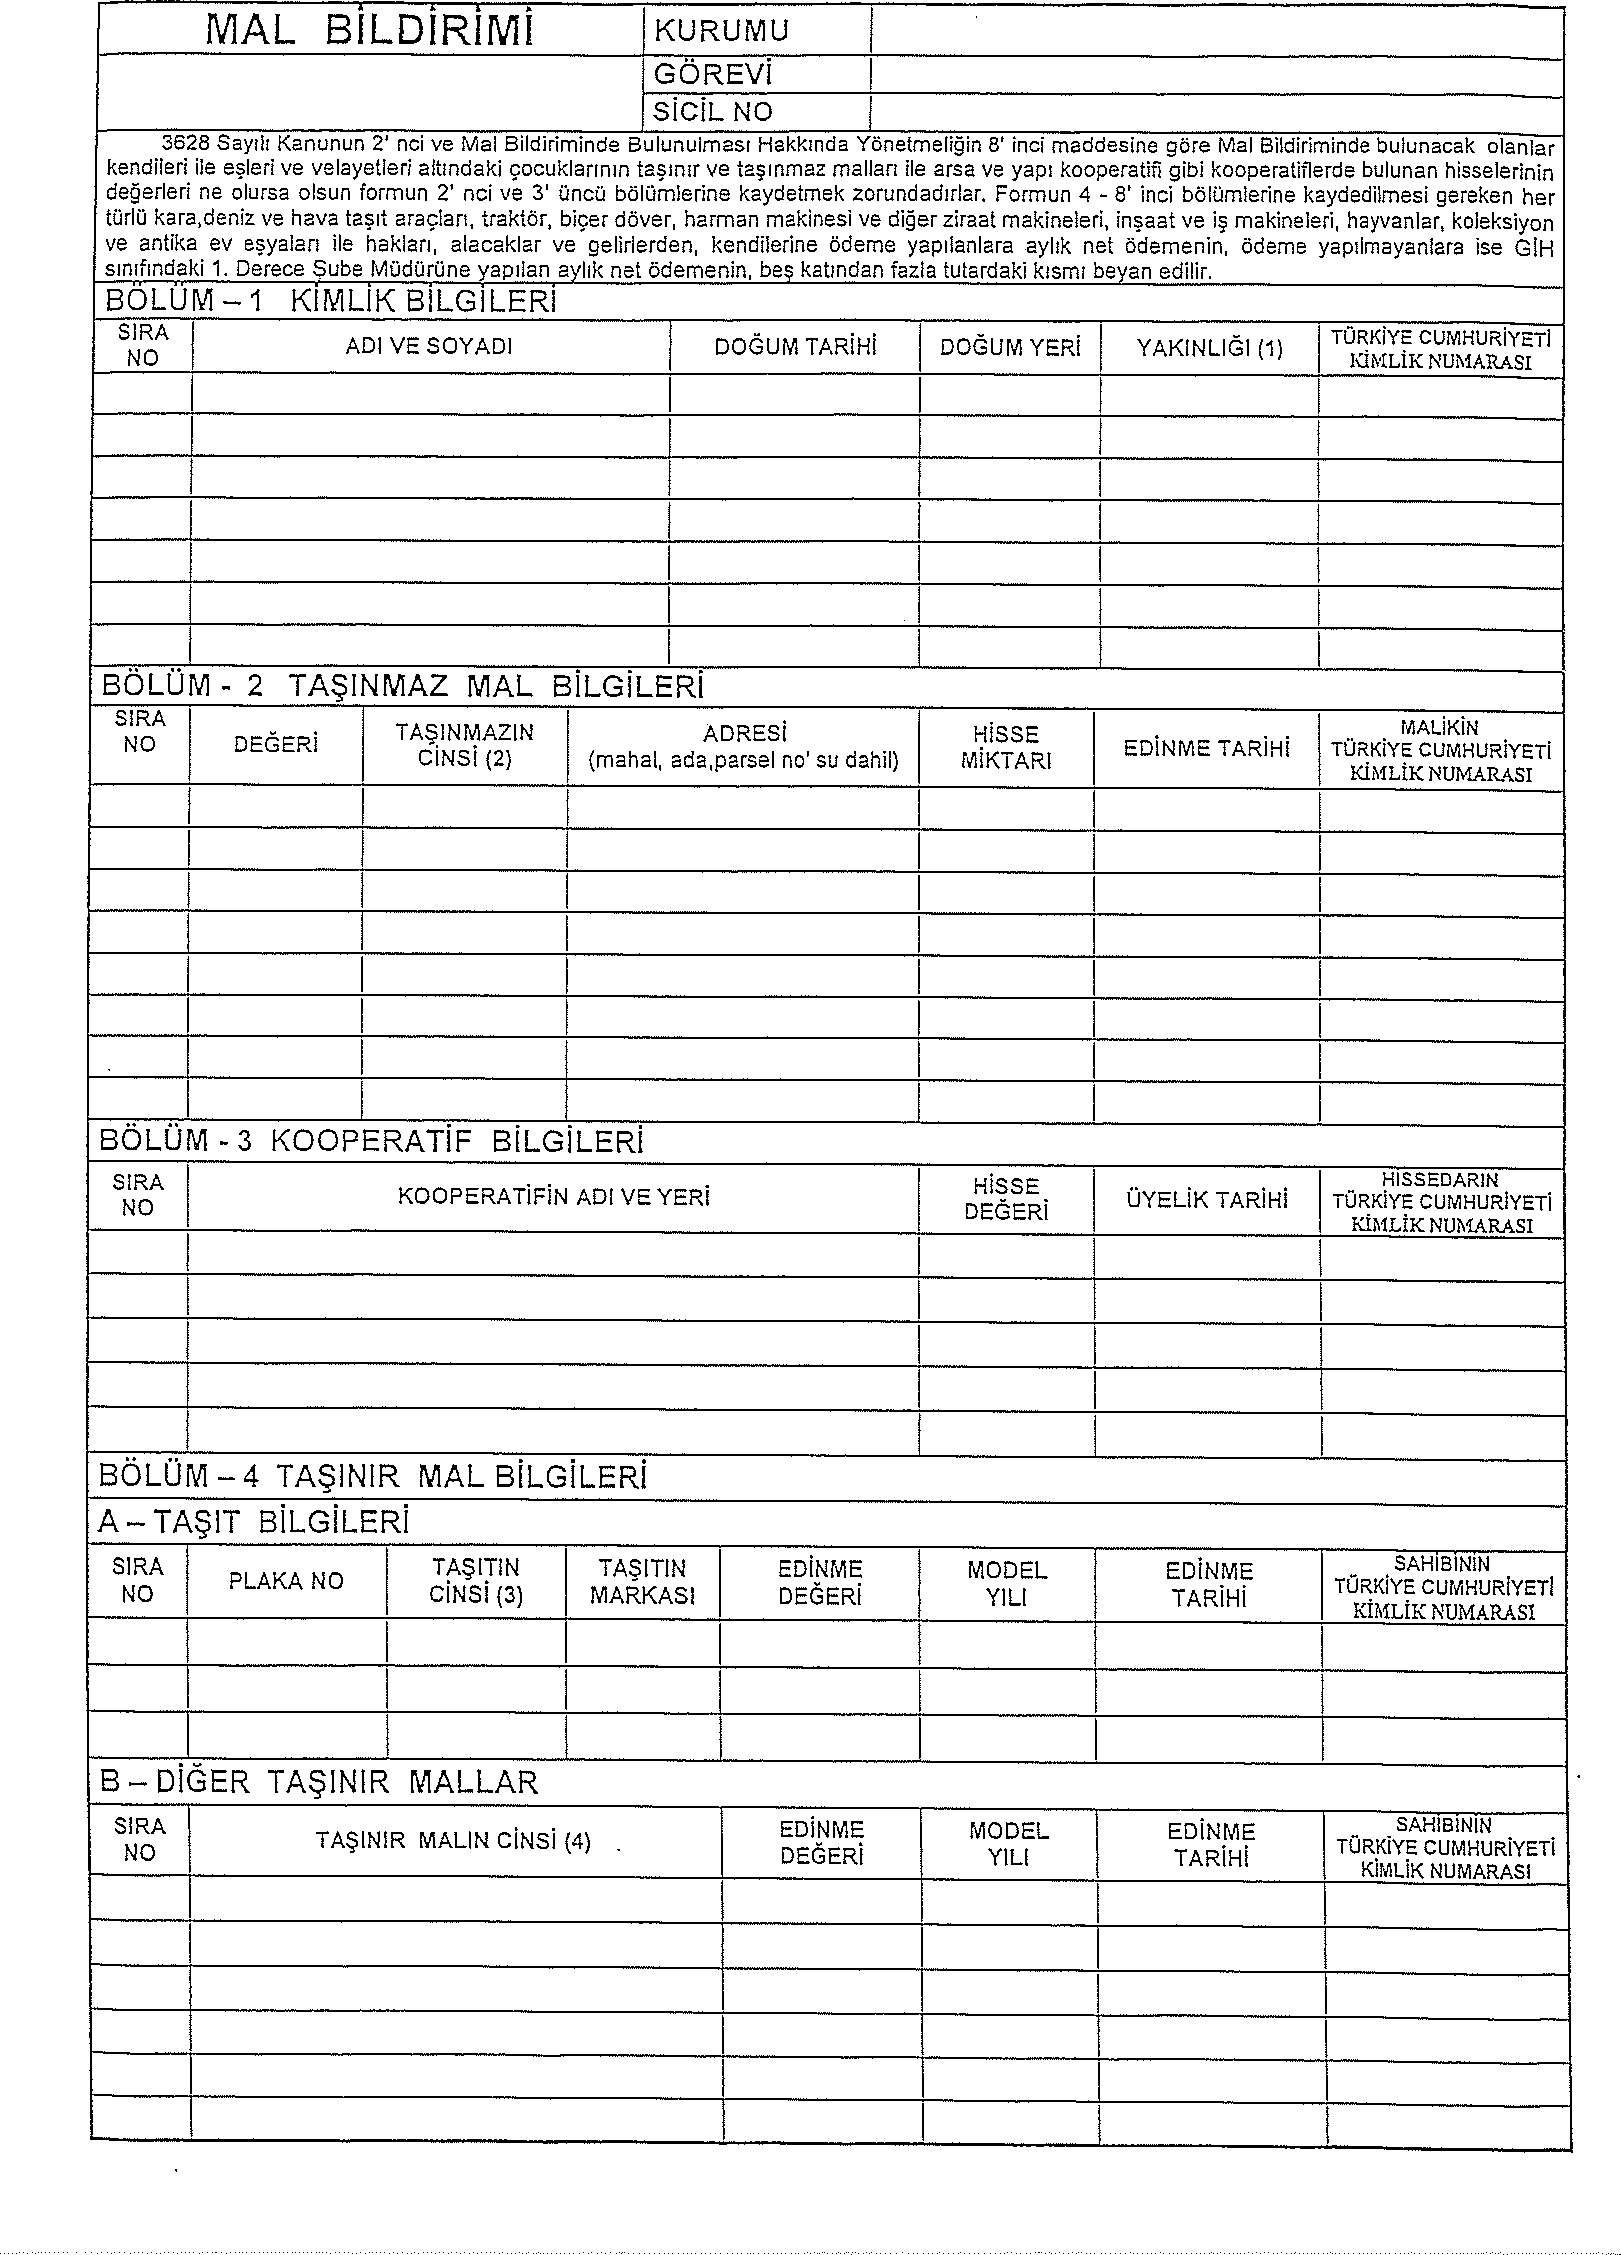 MAL BİLDİRİMİ
KURUMU
GÖREVİ
SİCİL NO
3628 Sayılı Kanunun 2' nci ve Mal Bildiriminde Bulunulması Hakkında Yönetmeliğin 8' inci maddesine göre Mal Bildiriminde bulunacak olanlar
kendileri ile eşleri ve velayetleri altındaki çocuklarının taşınır ve taşınmaz malları ile arsa ve yapı kooperatifi gibi kooperatiflerde bulunan hisselerinin
değerleri ne olursa olsun formun 2' nci ve 3' üncü bölümlerine kaydetmek zorundadırlar. Formun 4 - 8' inci bölümlerine kaydedilmesi gereken her
türlü kara,deniz ve hava taşıt araçları, traktör, biçer döver, harman makinesi ve diğer ziraat makineleri, inşaat ve iş makineleri, hayvanlar, koleksiyon
ve antika ev eşyaları ile hakları, alacaklar ve gelirlerden, kendilerine ödeme yapılanlara aylık net ödemenin, ödeme yapılmayanlara ise GİH
sınıfındaki 1. Derece Şube Müdürüne yapılan aylık net ödemenin, beş katından fazla tutardaki kısmı beyan edilir.
BÖLÜM – 1 KİMLİK BİLGİLERİ
SIRA NO
ADI VE SOYADI
DOĞUM TARİHİ
DOĞUM YERİ
YAKINLIĞI (1)
TÜRKİYE CUMHURİYETİ
KİMLİK NUMARASI
BÖLÜM - 2 TAŞINMAZ MAL BİLGİLERİ
SIRA
NO
DEĞERİ
TAŞINMAZIN
CİNSİ (2)
ADRESİ
(mahal, ada,parsel no' su dahil)
HİSSE
MİKTARI
EDİNME TARİHİ
MALİKİN
TÜRKİYE CUMHURİYETİ
KİMLİK NUMARASI
BÖLÜM - 3 KOOPERATİF BİLGİLERİ
SIRA
NO
KOOPERATİFİN ADI VE YERİ
HİSSE
DEĞERİ
ÜYELİK TARİHİ
HİSSEDARIN
TÜRKİYE CUMHURİYETİ
KİMLİK NUMARASI
BÖLÜM – 4 TAŞINIR MAL BİLGİLERİ
A – TAŞIT BİLGİLERİ
SIRA
NO
PLAKA NO
TAŞITIN
CİNSİ (3)
TAŞITIN
MARKASI
EDİNME
DEĞERİ
MODEL
YILI
EDİNME
TARİHİ
SAHİBİNİN
TÜRKİYE CUMHURİYETİ
KİMLİK NUMARASI
B – DİĞER TAŞINIR MALLAR
SIRA
NO
TAŞINIR MALIN CİNSİ (4)
EDİNME
DEĞERİ
MODEL
YILI
EDİNME
TARİHİ
SAHİBİNİN
TÜRKİYE CUMHURİYETİ
KİMLİK NUMARASI